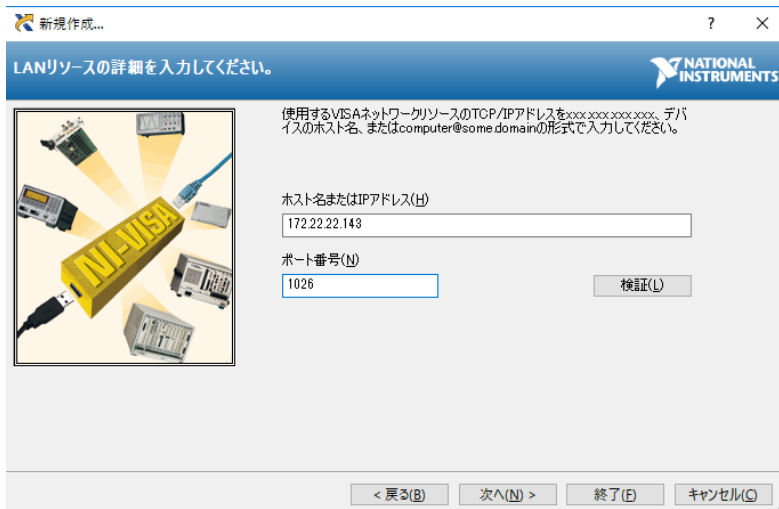 新規作成...
LANリソースの詳細を入力してください。
NATIONAL
INSTRUMENTS
使用するVISAネットワークリソースのTCP/IPアドレスをxxx.xxx.xxx.xxx、デバ
イスのホスト名、またはcomputer@some.domainの形式で入力してください。
NI-VISA
ホスト名またはIPアドレス(H)
172.22.22.143
ポート番号(N)
1026
検証(L)
< 戻る(B)
次へ(N) >
終了(F)
キャンセル(C)